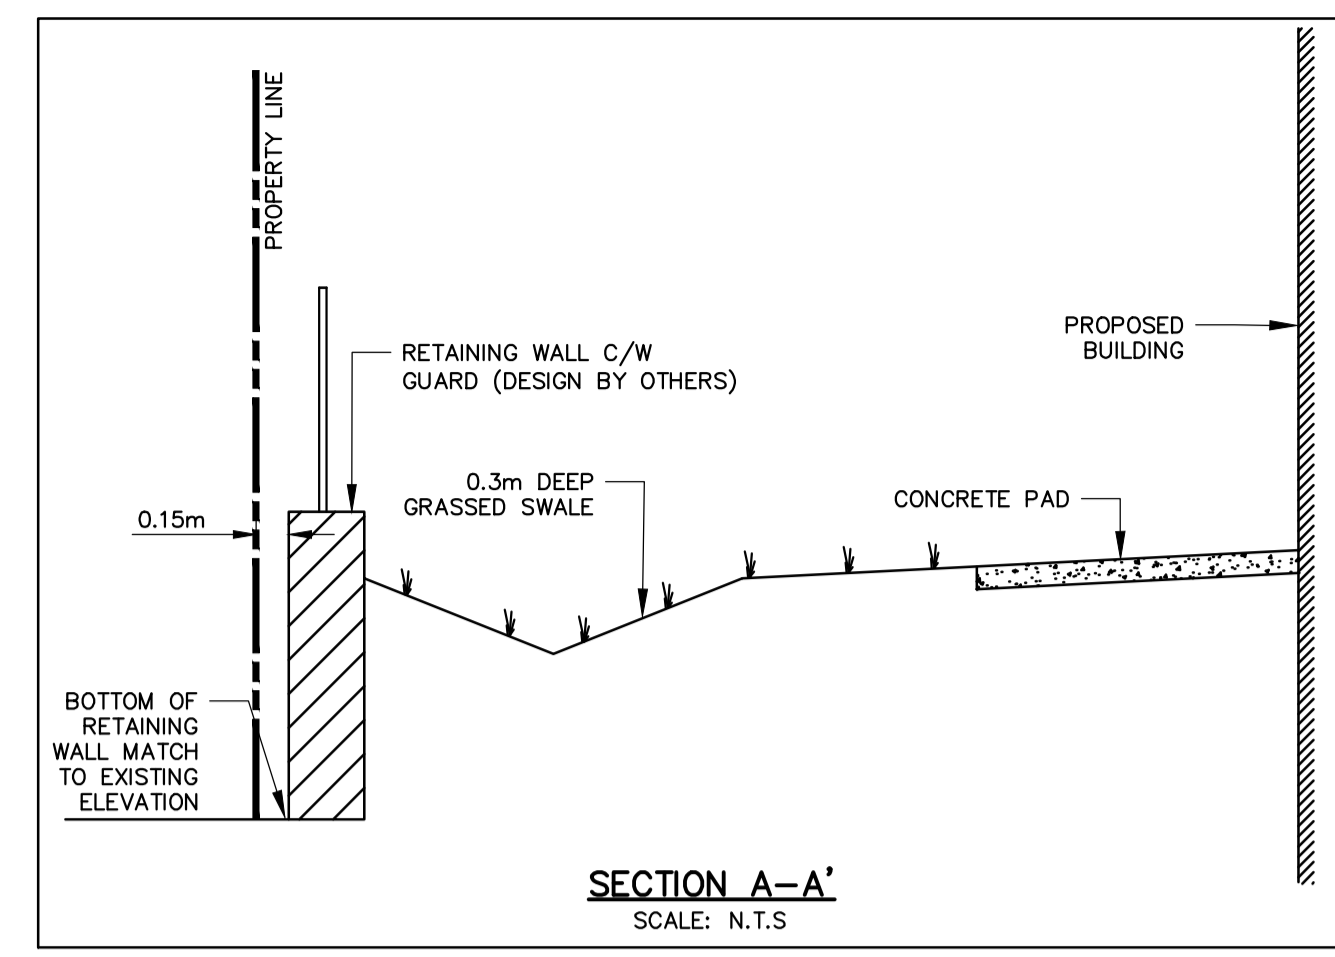 PROPERTY LINE
RETAINING WALL C/W
GUARD (DESIGN BY OTHERS)
PROPOSED
BUILDING
0.3m DEEP
GRASSED SWALE
CONCRETE PAD
0.15m
BOTTOM OF
RETAINING
WALL MATCH
TO EXISTING
ELEVATION
SECTION A-A'
SCALE: N.T.S